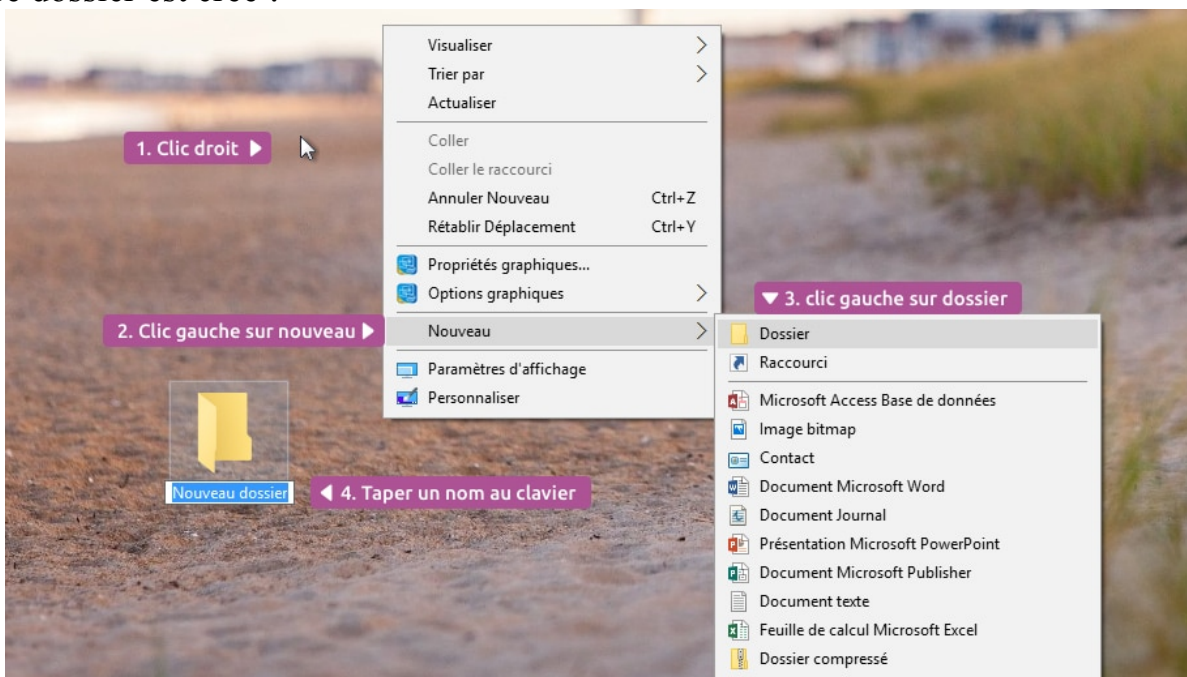 Visualiser
Trier par
Actualiser
1. Clic droit
Coller
Coller le raccourci
Annuler Nouveau Ctrl+Z
Rétablir Déplacement Ctrl+Y
Propriétés graphiques...
Options graphiques
3. clic gauche sur dossier
2. Clic gauche sur nouveau
Nouveau
Dossier
Raccourci
Paramètres d'affichage
Personnaliser
Microsoft Access Base de données
Image bitmap
Contact
Nouveau dossier
4. Taper un nom au clavier
Document Microsoft Word
Document Journal
Présentation Microsoft PowerPoint
Document Microsoft Publisher
Document texte
Feuille de calcul Microsoft Excel
Dossier compressé